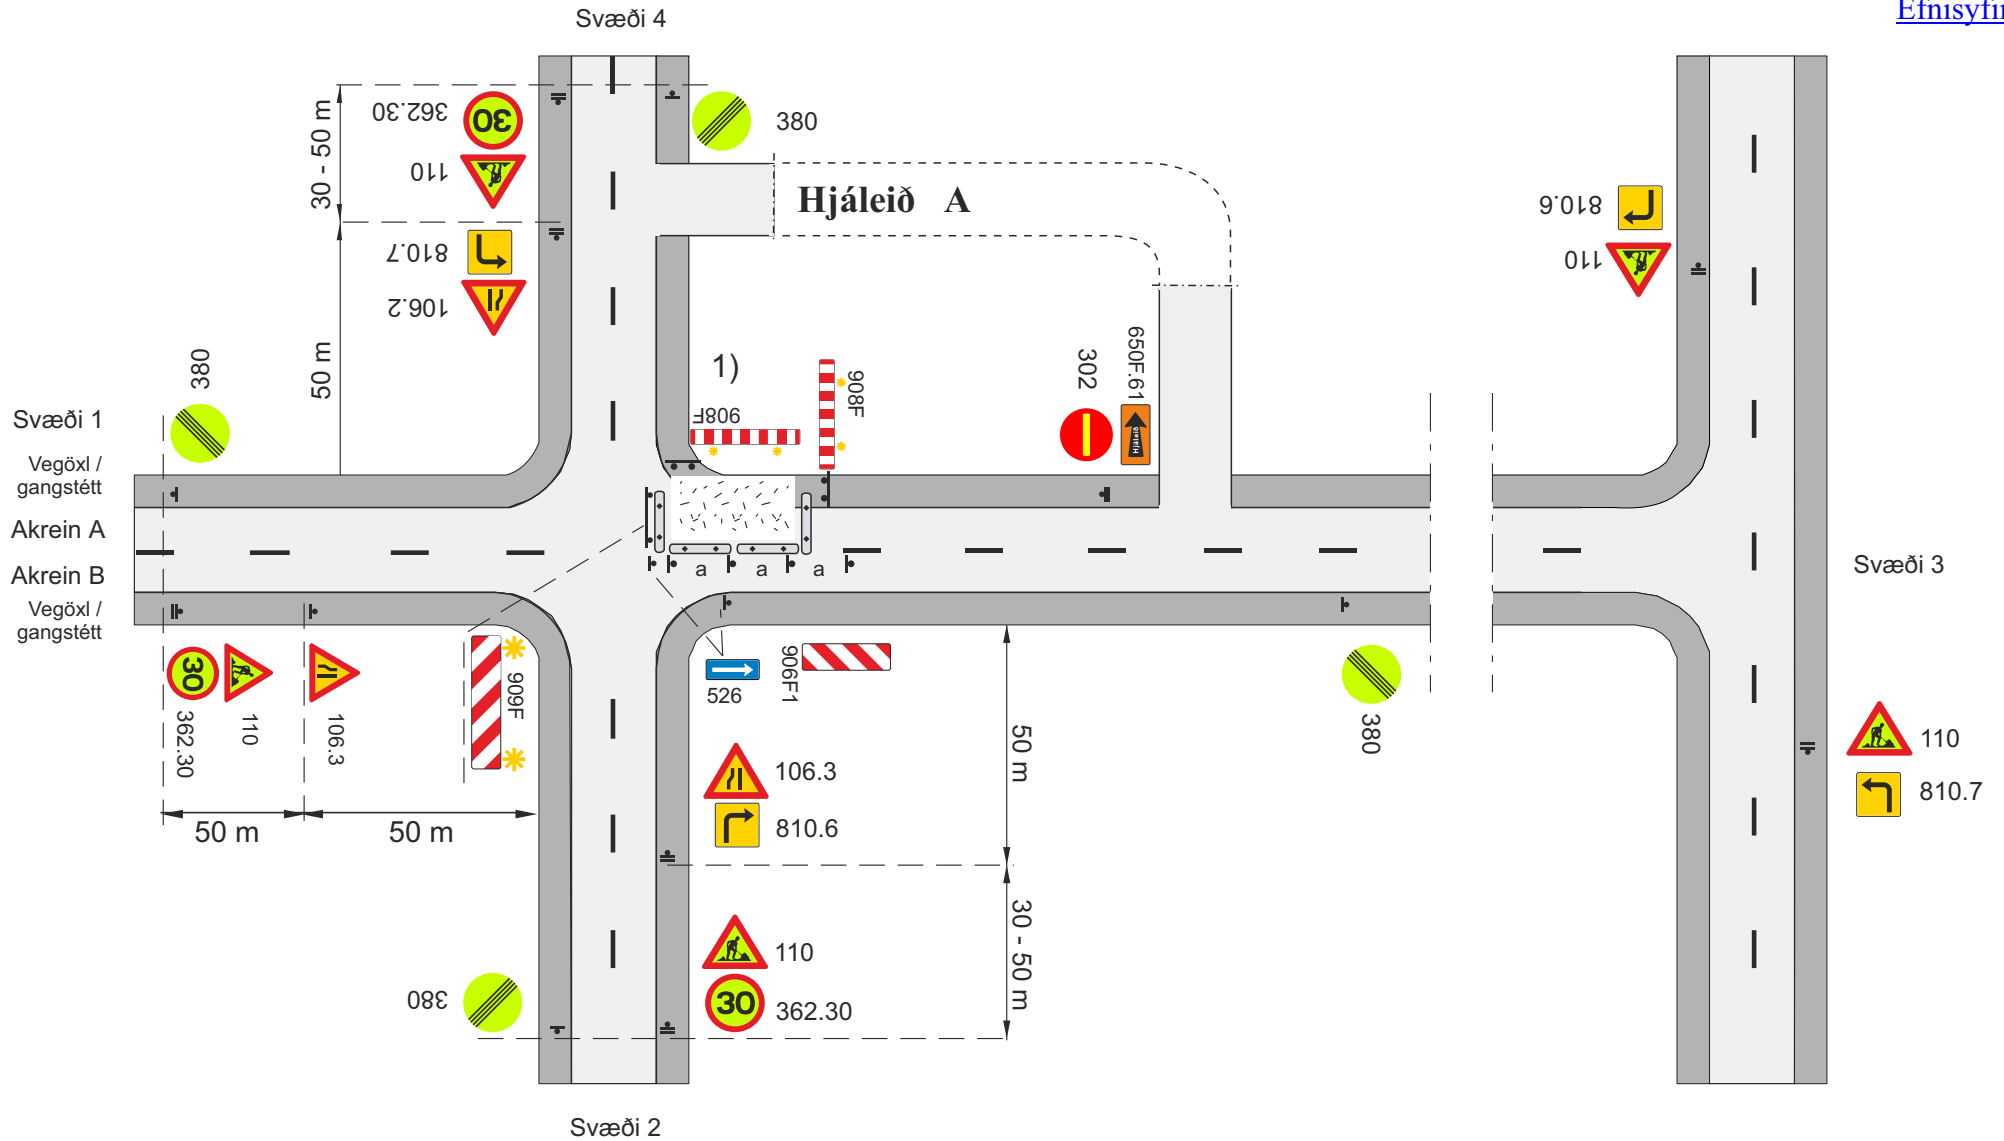 Svæði 4
362.30
30
110
380
30 - 50 m
Hjáleið A
810.7
106.2
50 m
810.6
110
380
Svæði 1
Vegöxl /
gangstétt
Akrein A
Akrein B
Vegöxl /
gangstétt
1)
908F
908F
302
650F.61
Hjáleið
a
a
a
Svæði 3
30
362.30
110
106.3
909F
526
906F1
50 m
50 m
106.3
810.6
50 m
380
110
810.7
110
30
362.30
30 - 50 m
380
Svæði 2